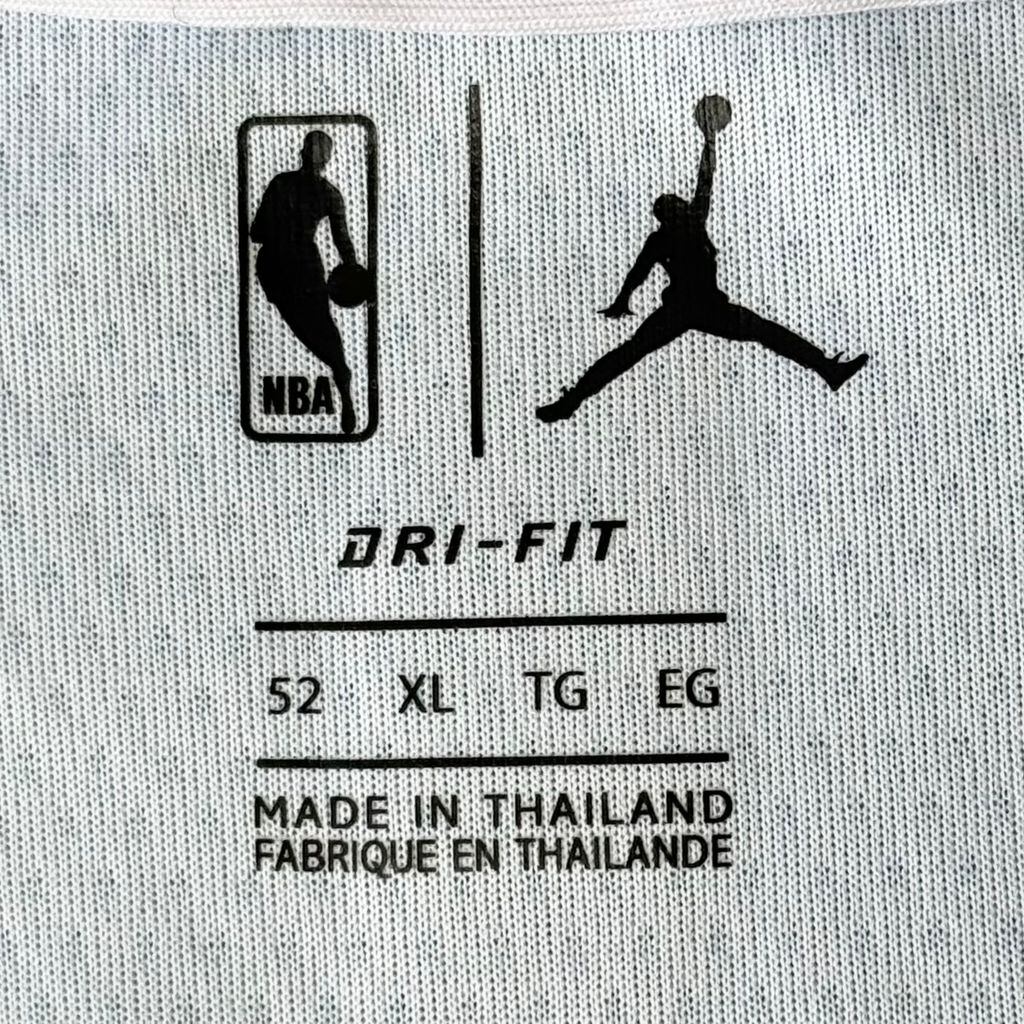 NBA
DRI-FIT
52 XL TG EG
MADE IN THAILAND
FABRIQUE EN THAILANDE